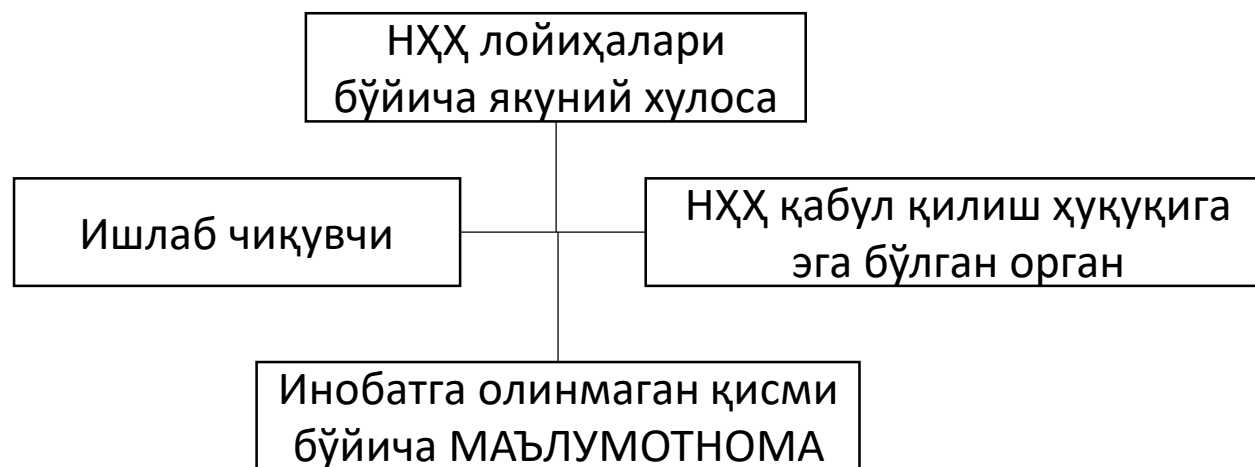 НҲҲ лойиҳалари
бўйича якуний хулоса
Ишлаб чиқувчи
НҲҲ қабул қилиш ҳуқуқига
эга бўлган орган
Инобатга олинмаган қисми
бўйича МАЪЛУМОТНОМА